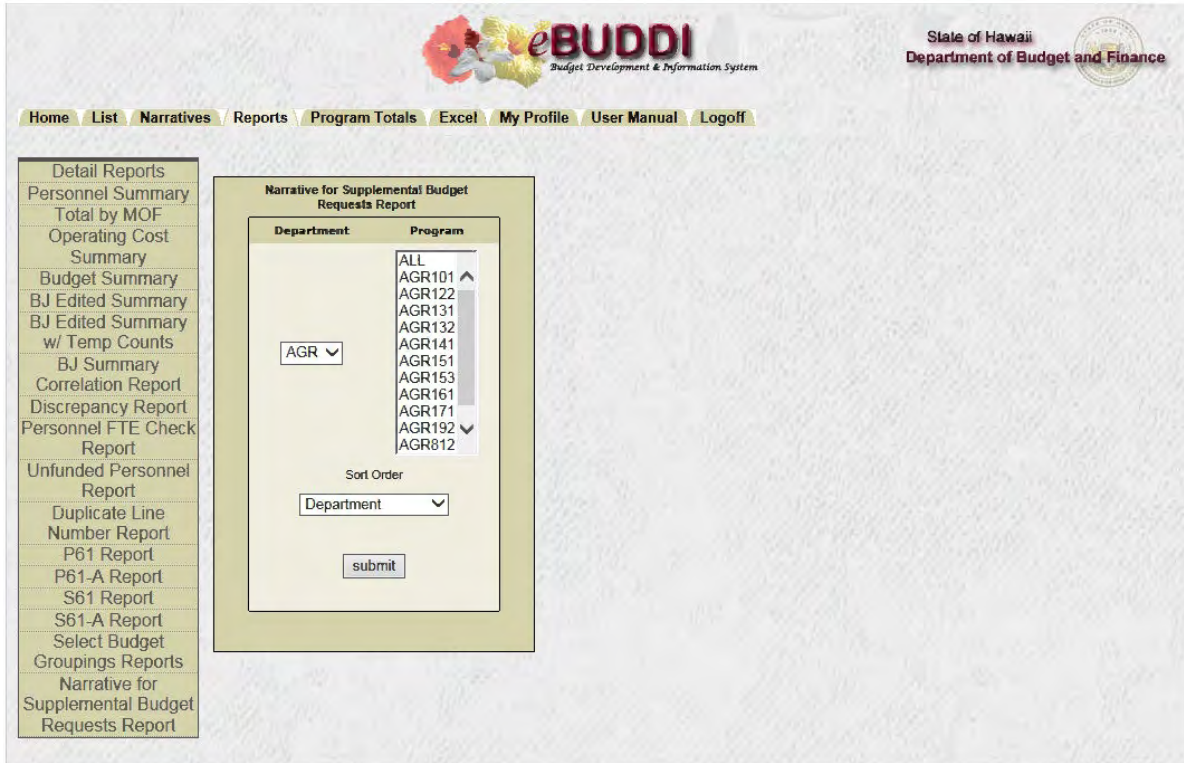 eBUDDI
Budget Development & Information System
State of Hawaii
Department of Budget and Finance
Home List Narratives Reports Program Totals Excel My Profile User Manual Logoff
Detail Reports
Personnel Summary
Total by MOF
Operating Cost
Summary
Budget Summary
BJ Edited Summary
BJ Edited Summary
w/ Temp Counts
BJ Summary
Correlation Report
Discrepancy Report
Personnel FTE Check
Report
Unfunded Personnel
Report
Duplicate Line
Number Report
P61 Report
P61-A Report
S61 Report
S61-A Report
Select Budget
Groupings Reports
Narrative for
Supplemental Budget
Requests Report
Narrative for Supplemental Budget
Requests Report
Department Program
AGR
ALL
AGR101
AGR122
AGR131
AGR132
AGR141
AGR151
AGR153
AGR161
AGR171
AGR192
AGR812
Sort Order
Department
submit